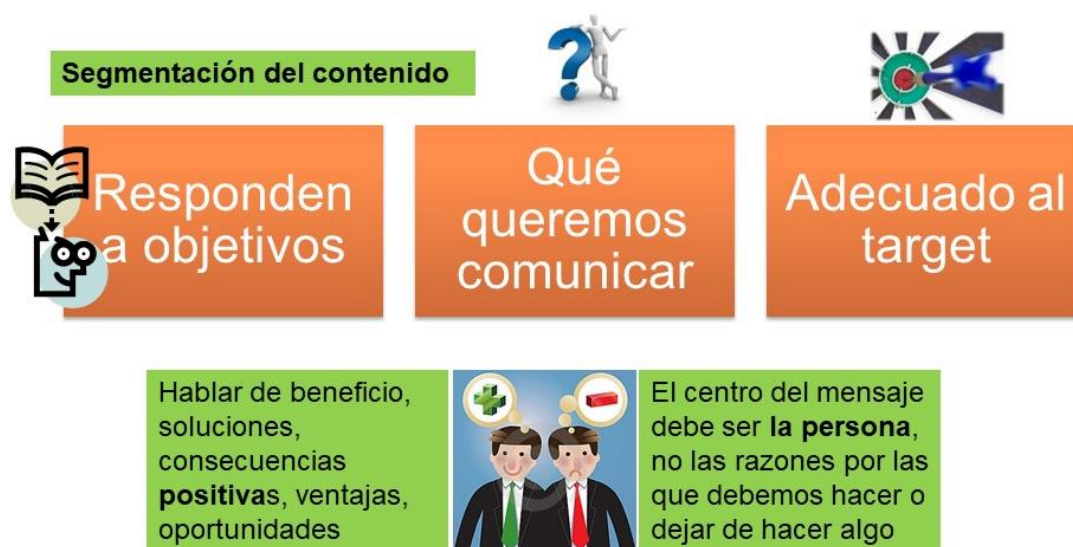 Segmentación del contenido
Responden
a objetivos
Qué
queremos
comunicar
Adecuado al
target
Hablar de beneficio,
soluciones,
consecuencias
positivas, ventajas,
oportunidades
El centro del mensaje
debe ser la persona,
no las razones por las
que debemos hacer o
dejar de hacer algo